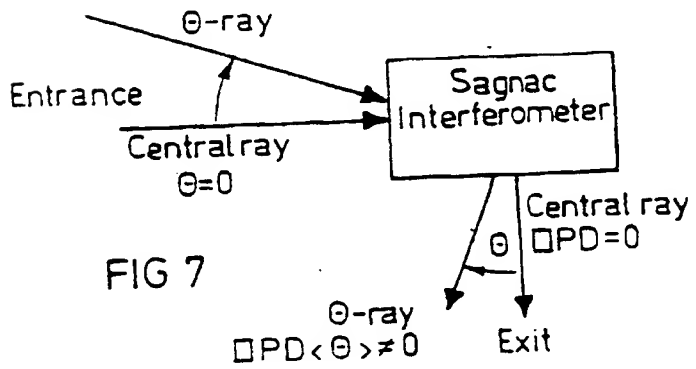 Θ-ray
Entrance
Central ray
Θ=0
Sagnac
Interferometer
Central ray
□PD=0
Θ
FIG 7
Θ-ray
□PD<Θ>≠0
Exit